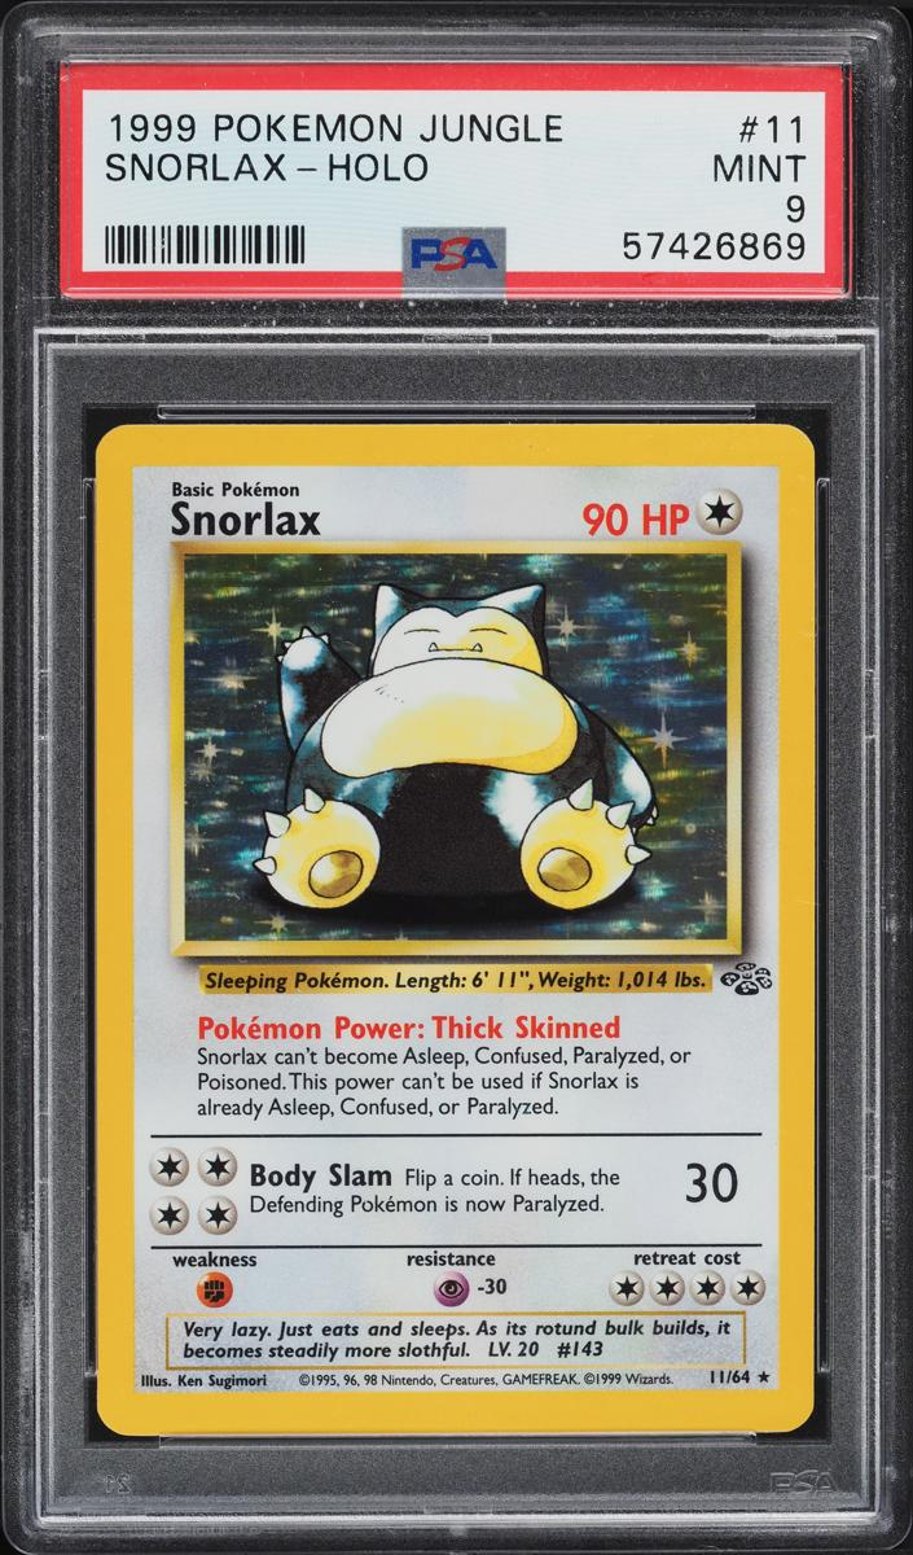 1999 POKEMON JUNGLE #11
SNORLAX – HOLO MINT
9
PSA 57426869
Basic Pokémon
Snorlax 90 HP
Sleeping Pokémon. Length: 6' 11", Weight: 1,014 lbs.
Pokémon Power: Thick Skinned
Snorlax can't become Asleep, Confused, Paralyzed, or
Poisoned. This power can't be used if Snorlax is
already Asleep, Confused, or Paralyzed.
Body Slam Flip a coin. If heads, the
Defending Pokémon is now Paralyzed.
30
weakness resistance retreat cost
-30
Very lazy. Just eats and sleeps. As its rotund bulk builds, it
becomes steadily more slothful. LV. 20 #143
Illus. Ken Sugimori ©1995, 96, 98 Nintendo, Creatures, GAMEFREAK. ©1999 Wizards. 11/64 ★
PSA